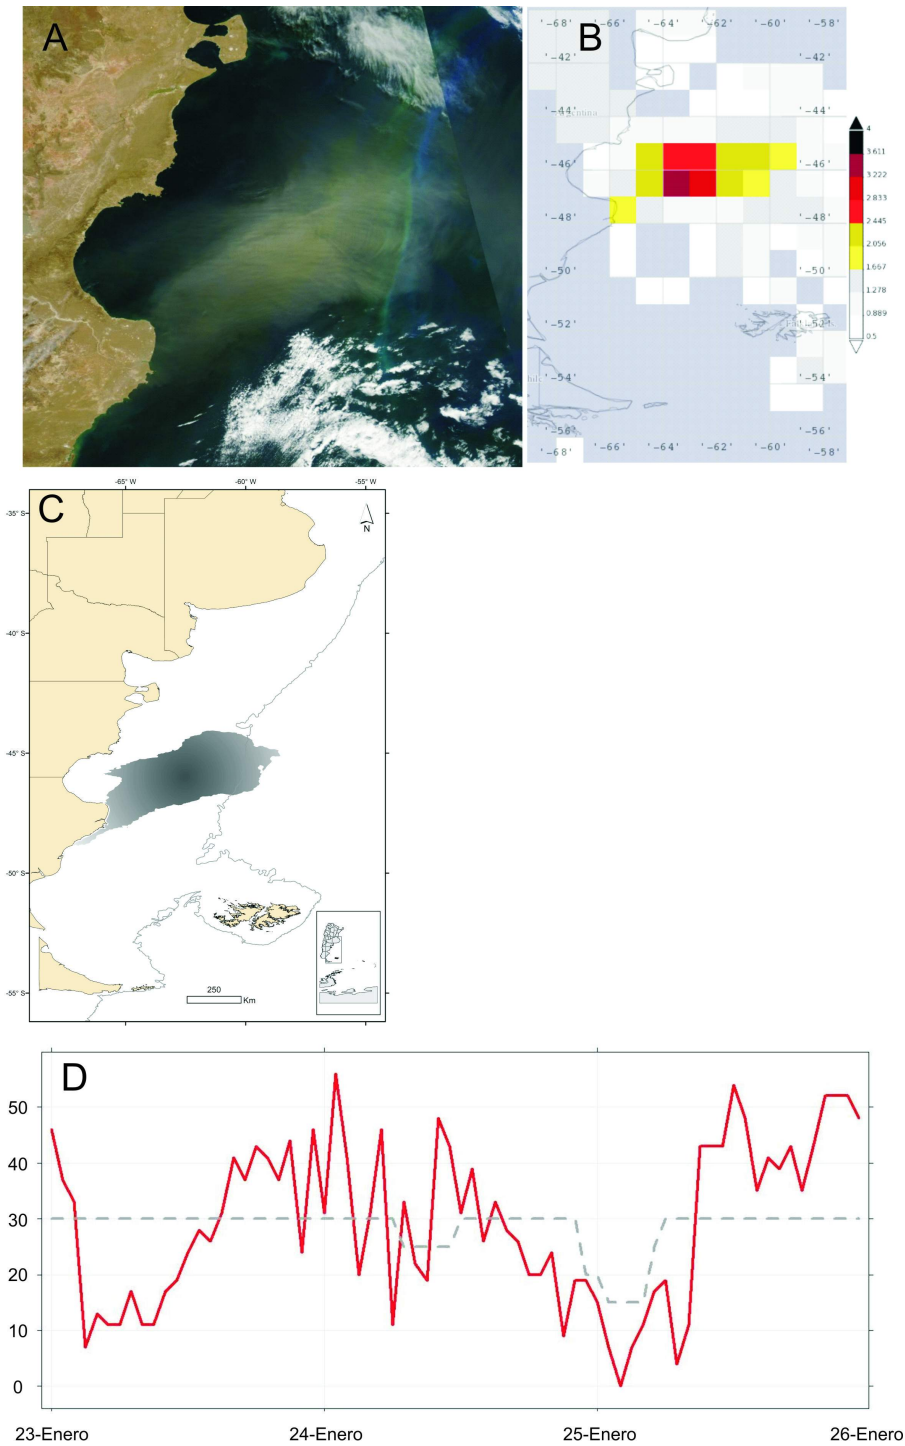 A
B
'-68' '-66' '-64' '-62' '-60' '-58'
'-42' '-42'
'-44' '-44'
'-46' '-46'
'-48' '-48'
'-50' '-50'
'-52'
'-54' '-54'
'-56' '-56'
'-68' '-66' '-64' '-62' '-60' '-58'
4
3.611
3.222
2.833
2.445
2.056
1.667
1.278
0.889
0.5
-65° W -60° W -55° W
C
N
-35° S
-40° S
-45° S
-50° S
-55° S
250
Km
D
50
40
30
20
10
0
23-Enero 24-Enero 25-Enero 26-Enero